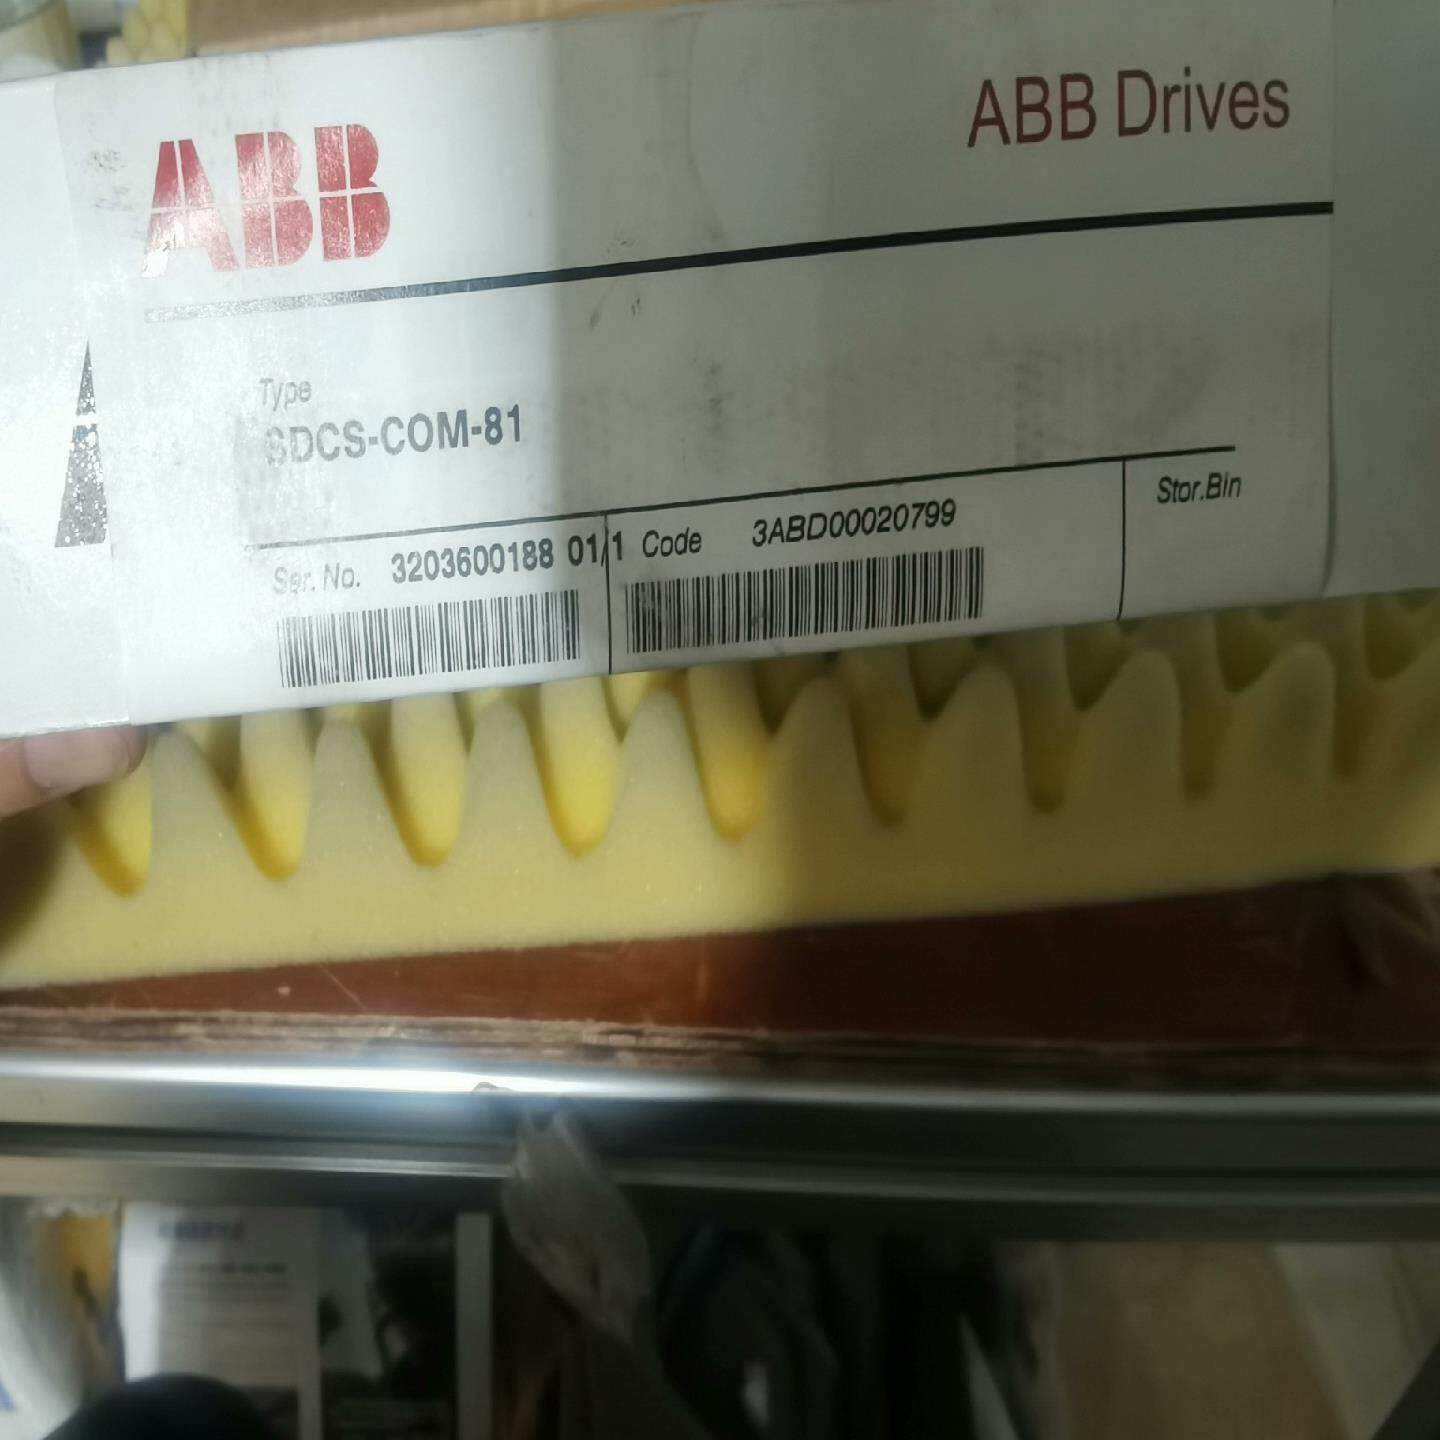 ABB
ABB Drives
Type
SDCS-COM-81
Ser. No. 3203600188 01/1
Code 3ABD00020799
Stor.Bin